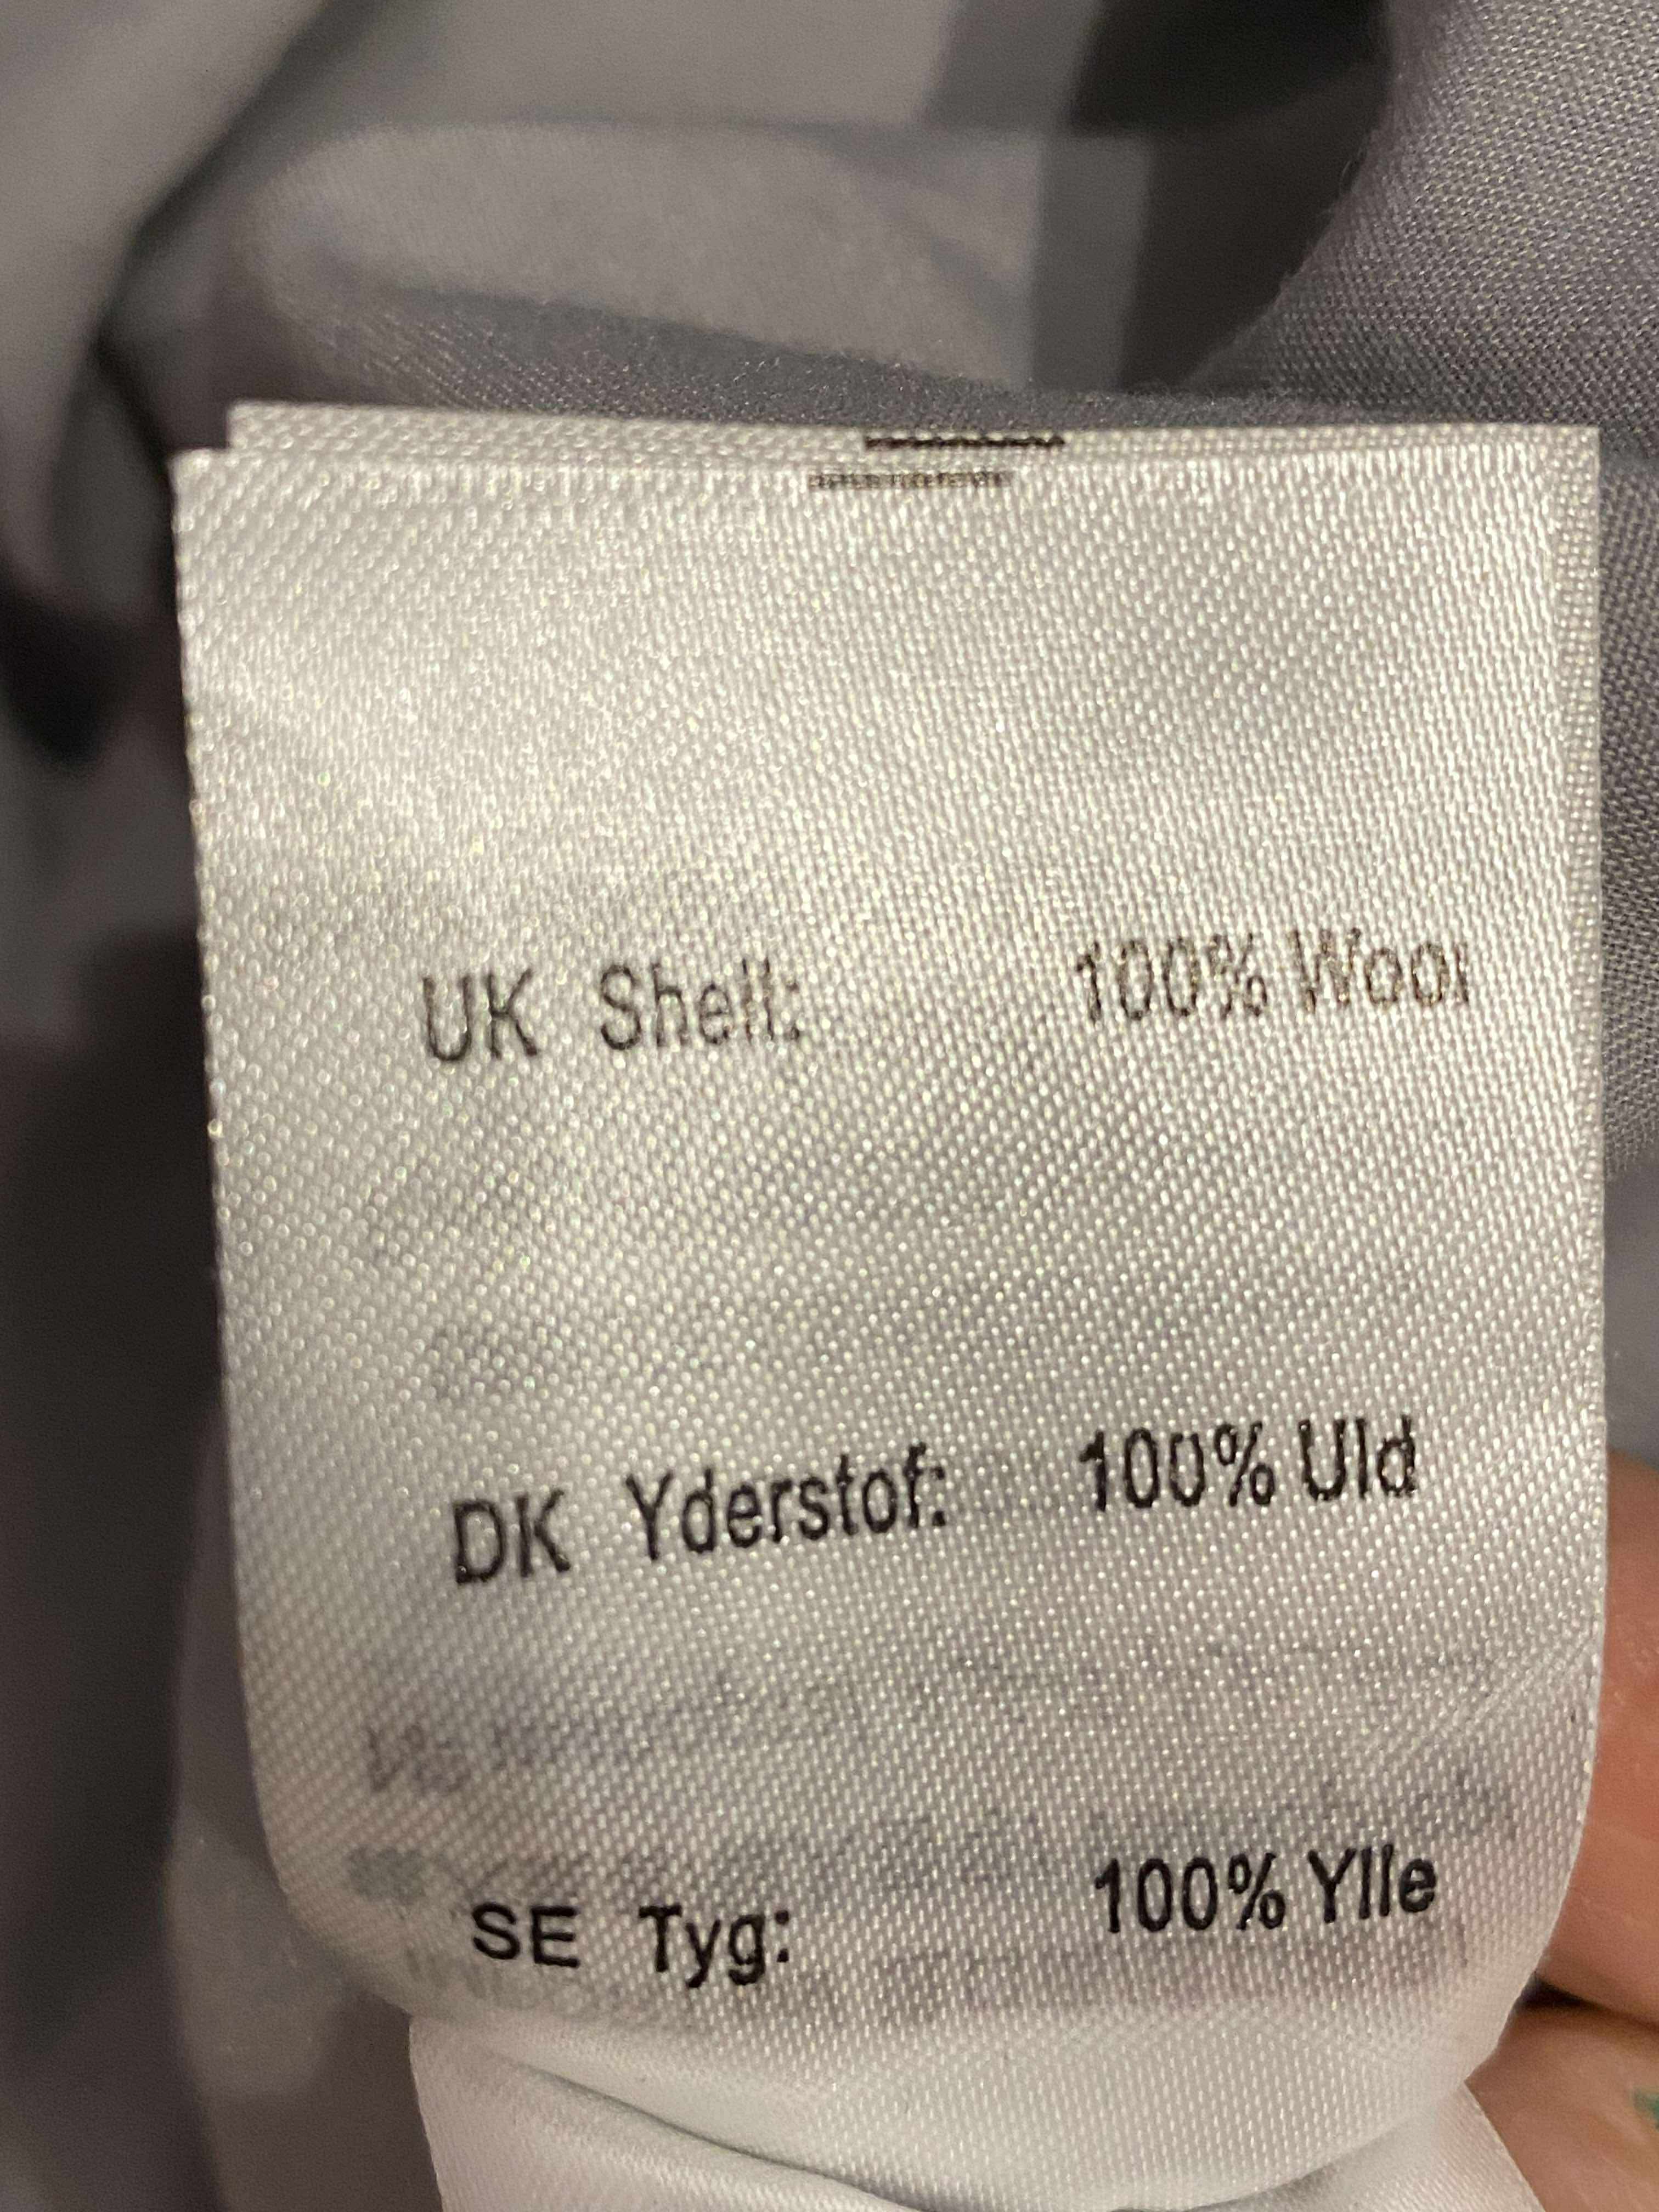 UK Shell: 100% Wool
DK Yderstof: 100% Uld
SE Tyg: 100% Ylle